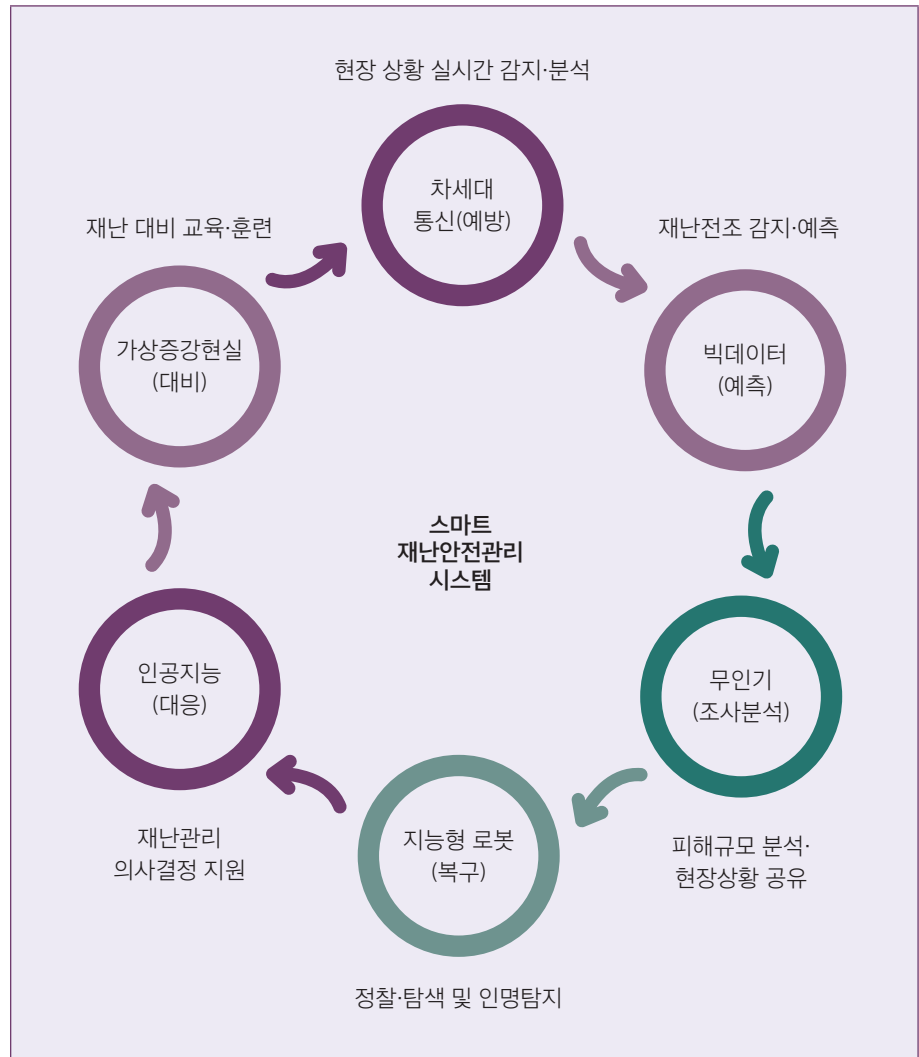 현장 상황 실시간 감지·분석
차세대
통신(예방)
재난 대비 교육·훈련
재난전조 감지·예측
가상증강현실
(대비)
빅데이터
(예측)
스마트
재난안전관리
시스템
인공지능
(대응)
무인기
(조사분석)
재난관리
의사결정 지원
지능형 로봇
(복구)
피해규모 분석·
현장상황 공유
정찰·탐색 및 인명탐지